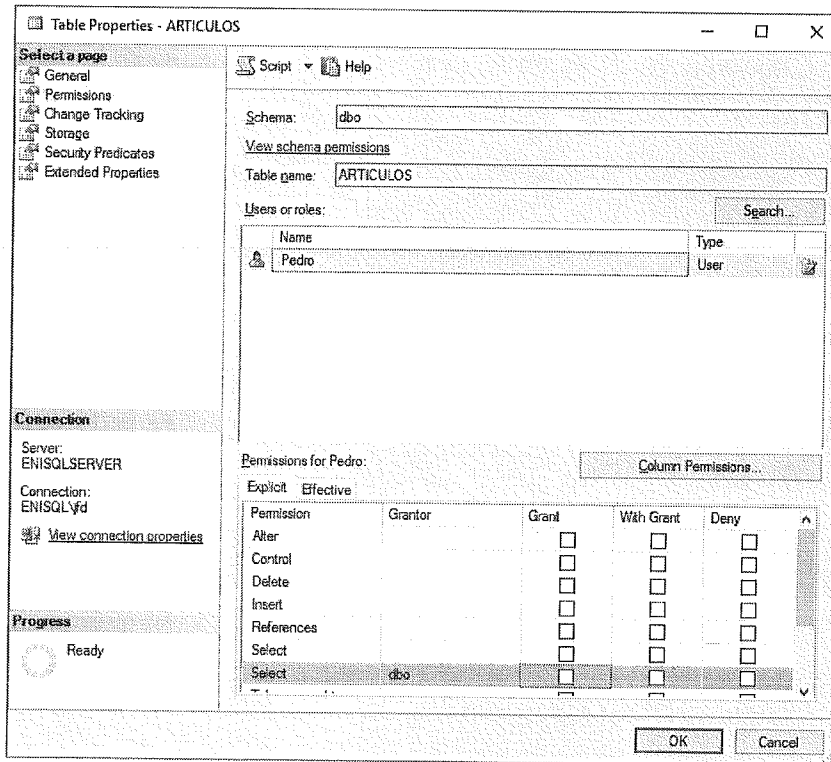 Table Properties - ARTICULOS
Select a page
General
Permissions
Change Tracking
Storage
Security Predicates
Extended Properties
Script Help
Schema: dbo
View schema permissions
Table name: ARTICULOS
Users or roles: Search...
Name Type
Pedro User
Connection
Server:
ENISQLSERVER
Connection:
ENISQL\jfd
View connection properties
Progress
Ready
Permissions for Pedro: Column Permissions...
Explicit Effective
Permission Grantor Grant With Grant Deny
Alter
Control
Delete
Insert
References
Select
Select dbo
OK Cancel